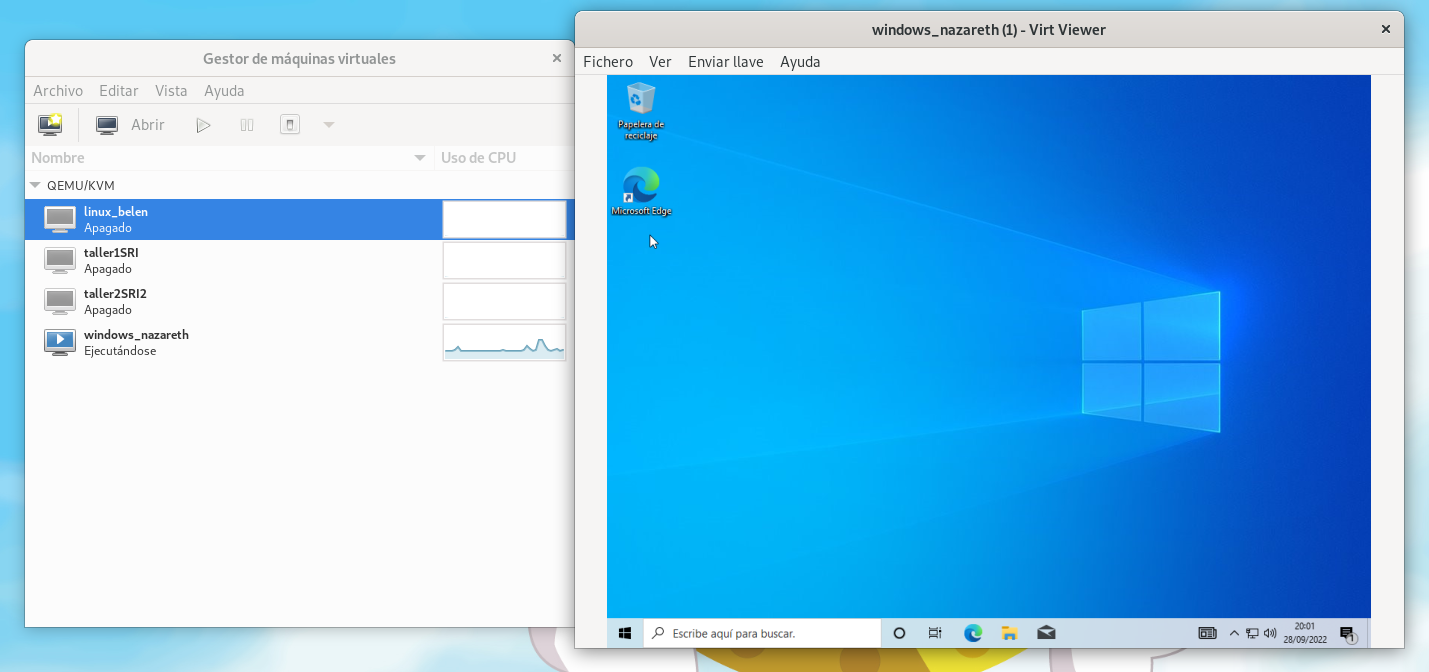 Gestor de máquinas virtuales
Archivo Editar Vista Ayuda
Abrir
Nombre Uso de CPU
QEMU/KVM
linux_belen
Apagado
taller1SRI
Apagado
taller2SRI2
Apagado
windows_nazareth
Ejecutándose
windows_nazareth (1) - Virt Viewer
Fichero Ver Enviar llave Ayuda
Papelera de
reciclaje
Microsoft Edge
Escribe aquí para buscar.
20:01
28/09/2022
1